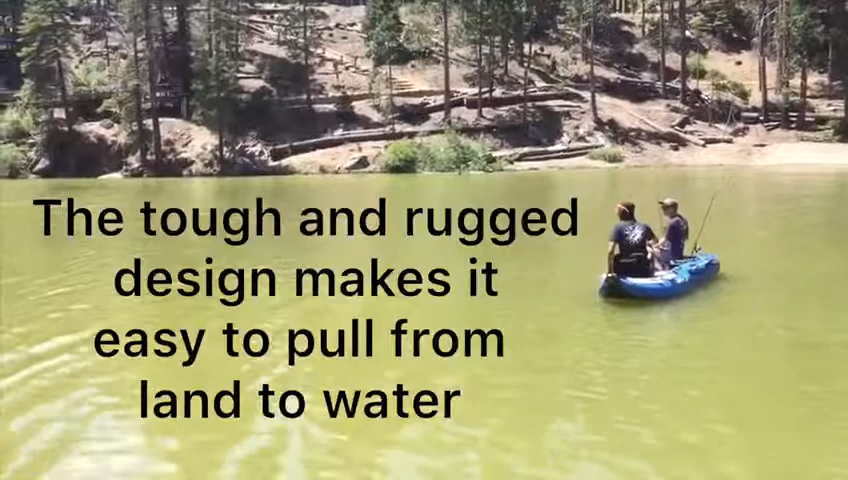 The tough and rugged
design makes it
easy to pull from
land to water